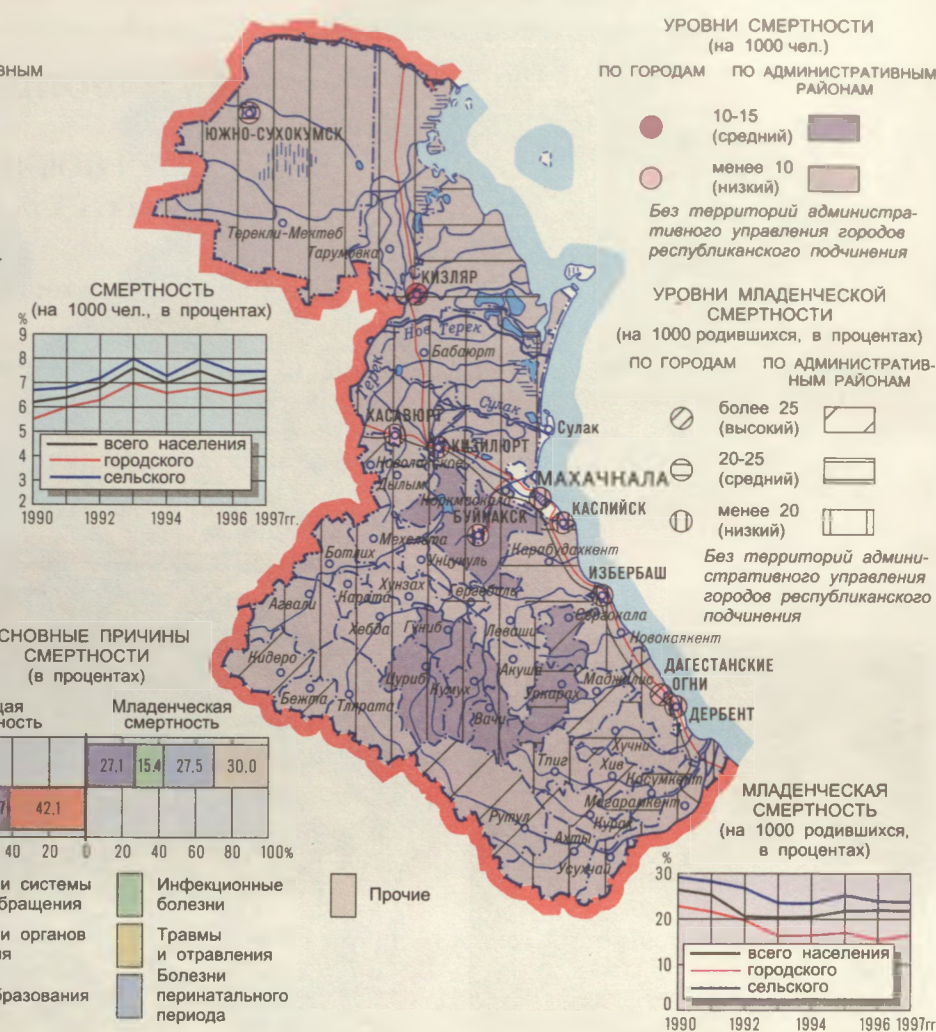 ВНЫМ
УРОВНИ СМЕРТНОСТИ
(на 1000 чел.)
ПО ГОРОДАМ
ПО АДМИНИСТРАТИВНЫМ
РАЙОНАМ
10-15
(средний)
менее 10
(низкий)
Без территорий администра-
тивного управления городов
республиканского подчинения
УРОВНИ МЛАДЕНЧЕСКОЙ
СМЕРТНОСТИ
(на 1000 родившихся, в процентах)
ПО ГОРОДАМ
ПО АДМИНИСТРАТИВ-
НЫМ РАЙОНАМ
более 25
(высокий)
20-25
(средний)
менее 20
(низкий)
Без территорий админи-
стративного управления
городов республиканского
подчинения
СМЕРТНОСТЬ
(на 1000 чел., в процентах)
%
9
8
7
6
5
4
3
2
всего населения
городского
сельского
1990 1992 1994 1996 1997гг.
ЮЖНО-СУХОКУМСК
Терекли-Мектеб
Тарумовка
КИЗЛЯР
Нов. Терек
Терек
Бабаюрт
Сулак
Сулак
ХАСАВЮРТ
КИЗИЛЮРТ
Новолакское
Дылым
МАХАЧКАЛА
КАСПИЙСК
БУЙНАКСК
Мехельта
Карабудахкент
Ботлих
Унцукуль
ИЗБЕРБАШ
Хунзах
Агвали
Карата
Гергебиль
Сергокала
Хебда
Гуниб
Леваши
Новокаякент
Кидеро
Цуриб
Кумух
Акуша
Маджалис
ДАГЕСТАНСКИЕ
ОГНИ
Бежта
Тлярата
Уркарах
ДЕРБЕНТ
Вачи
Хучни
Тпиг
Хив
Касумкент
Магарамкент
Рутул
Курах
Ахты
Усухчай
СНОВНЫЕ ПРИЧИНЫ
СМЕРТНОСТИ
(в процентах)
щая
ность
Младенческая
смертность
27.1 15.4 27.5 30.0
7 42.1
40 20 0 20 40 60 80 100%
и системы
бращения
и органов
ия
бразования
Инфекционные
болезни
Травмы
и отравления
Болезни
перинатального
периода
Прочие
МЛАДЕНЧЕСКАЯ
СМЕРТНОСТЬ
(на 1000 родившихся,
в процентах)
%
30
20
10
0
всего населения
городского
сельского
1990 1992 1994 1996 1997гг